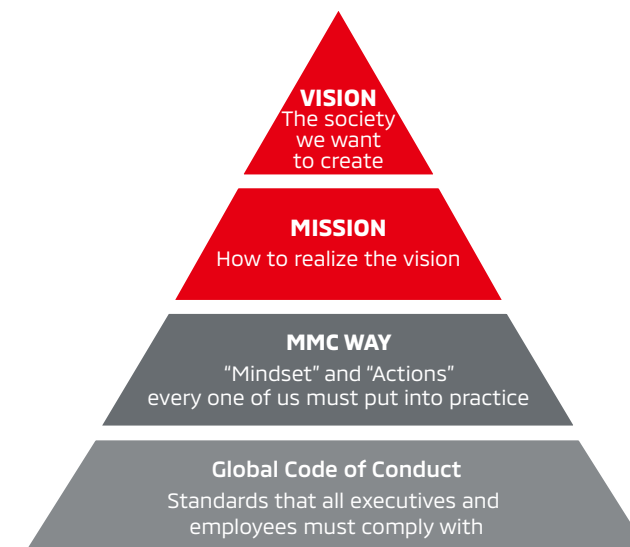 VISION
The society
we want
to create
MISSION
How to realize the vision
MMC WAY
“Mindset” and “Actions”
every one of us must put into practice
Global Code of Conduct
Standards that all executives and
employees must comply with